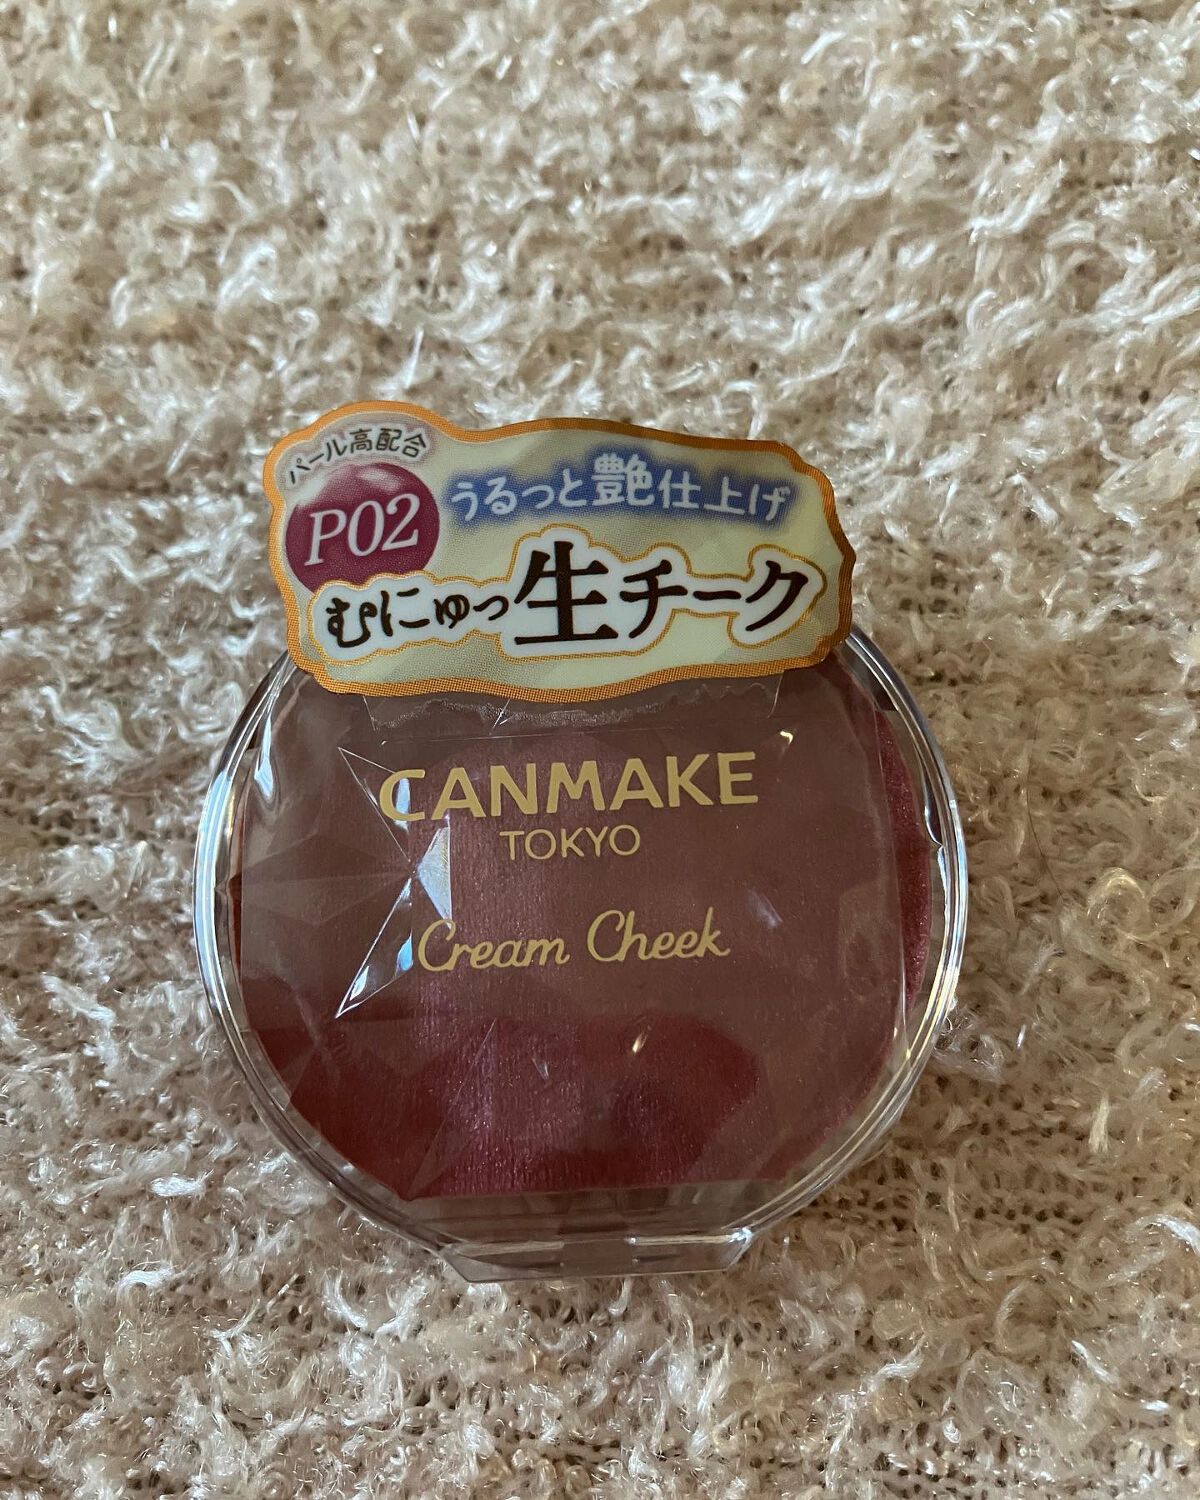 パール高配合
P02
うるっと艶仕上げ
むにゅっ生チーク
CANMAKE
TOKYO
Cream Cheek